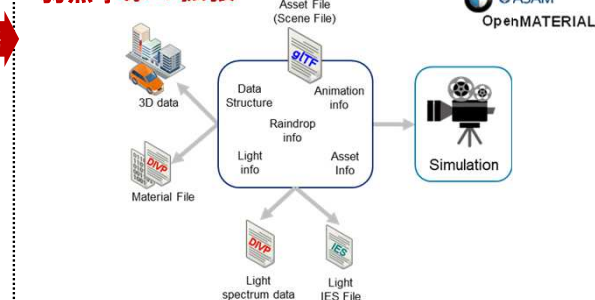 Asset File
(Scene File)
ASAM
OpenMATERIAL
glTF
Data
Structure
Animation
info
Raindrop
info
Light
info
Asset
Info
3D data
DIVP
Material File
Simulation
DIVP
IES
Light
spectrum data
Light
IES File